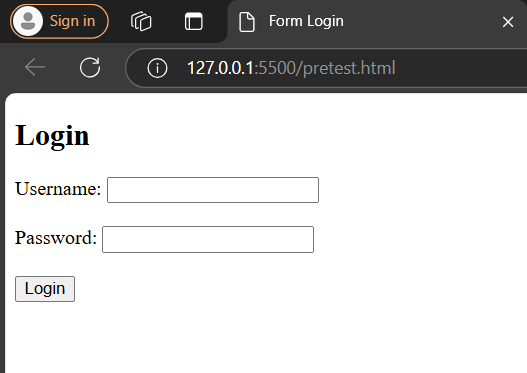 Sign in
Form Login
127.0.0.1:5500/pretest.html
Login
Username:
Password:
Login